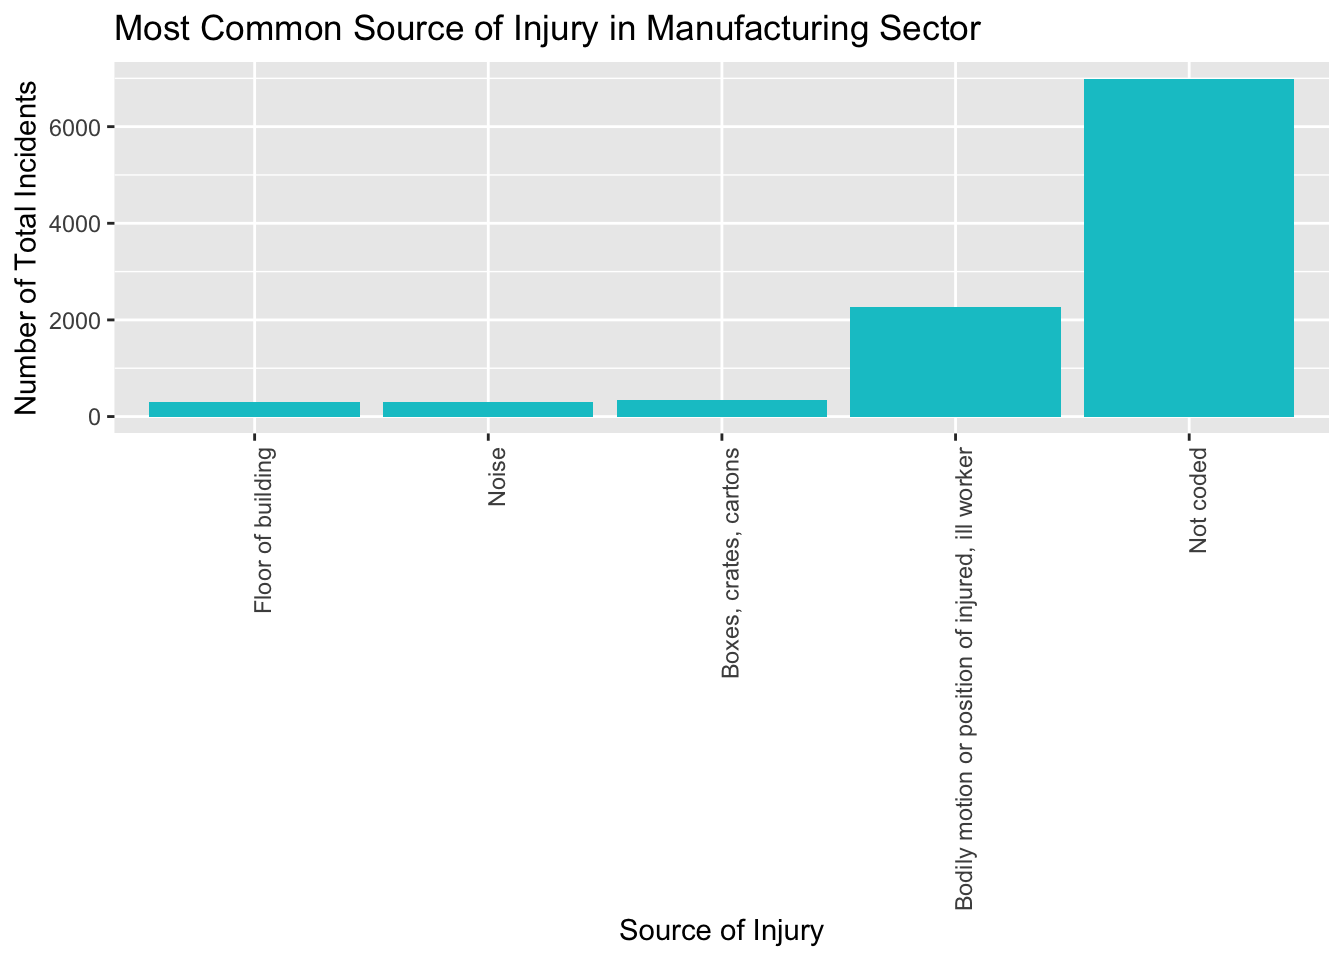 Most Common Source of Injury in Manufacturing Sector
Number of Total Incidents
6000
4000
2000
0
Floor of building
Noise
Boxes, crates, cartons
Bodily motion or position of injured, ill worker
Not coded
Source of Injury